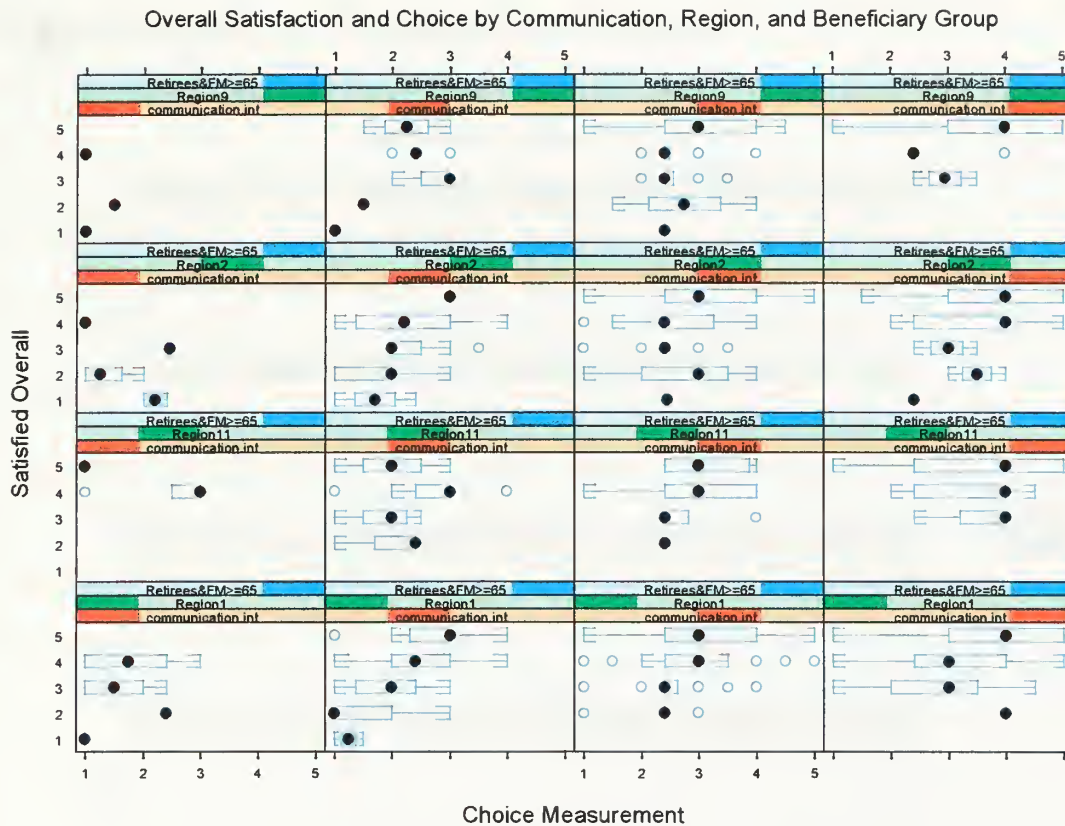 Overall Satisfaction and Choice by Communication, Region, and Beneficiary Group
1 2 3 4 5 1 2 3 4 5
Retirees&FM>=65 Retirees&FM>=65 Retirees&FM>=65 Retirees&FM>=65
Region9 Region9 Region9 Region9
communication.int communication.int communication.int communication.int
5
4
3
2
1
Retirees&FM>=65 Retirees&FM>=65 Retirees&FM>=65 Retirees&FM>=65
Region2 Region2 Region2 Region2
communication.int communication.int communication.int communication.int
5
4
3
2
1
Satisfied Overall
Retirees&FM>=65 Retirees&FM>=65 Retirees&FM>=65 Retirees&FM>=65
Region11 Region11 Region11 Region11
communication.int communication.int communication.int communication.int
5
4
3
2
1
Retirees&FM>=65 Retirees&FM>=65 Retirees&FM>=65 Retirees&FM>=65
Region1 Region1 Region1 Region1
communication.int communication.int communication.int communication.int
5
4
3
2
1
1 2 3 4 5 1 2 3 4 5
Choice Measurement